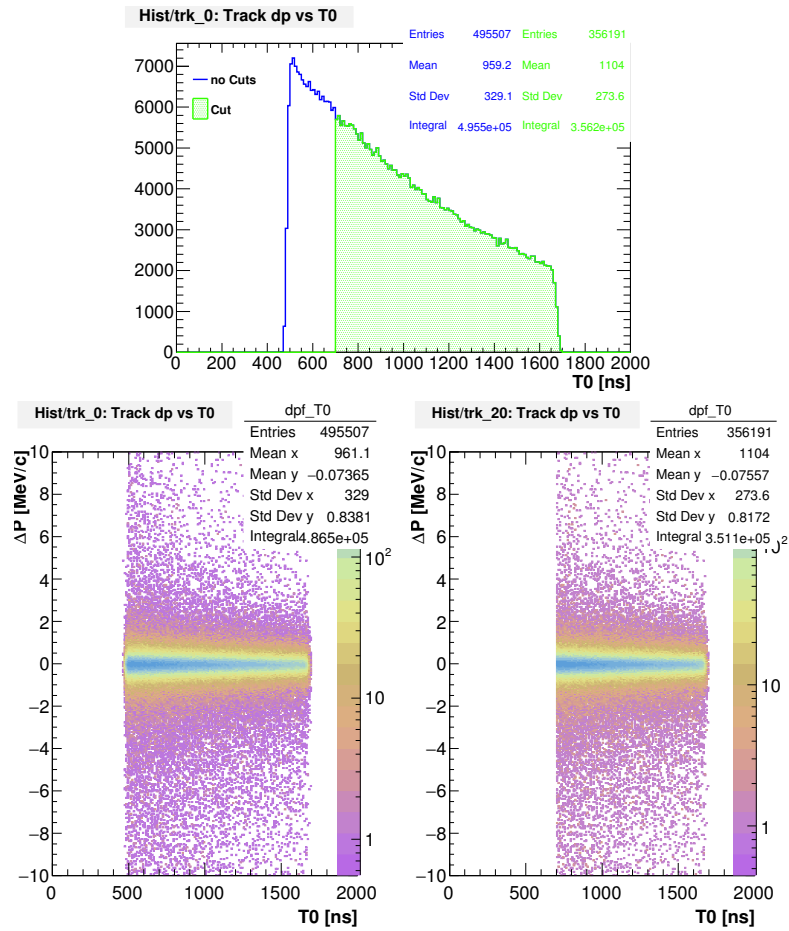 Hist/trk_0: Track dp vs T0
Entries 495507 Entries 356191
Mean 959.2 Mean 1104
Std Dev 329.1 Std Dev 273.6
Integral 4.955e+05 Integral 3.562e+05
no Cuts
Cut
7000
6000
5000
4000
3000
2000
1000
0
0 200 400 600 800 1000 1200 1400 1600 1800 2000
T0 [ns]
Hist/trk_0: Track dp vs T0
dpf_T0
Entries 495507
Mean x 961.1
Mean y −0.07365
Std Dev x 329
Std Dev y 0.8381
Integral 4.865e+05
ΔP [MeV/c]
10
8
6
4
2
0
−2
−4
−6
−8
−10
0 500 1000 1500 2000
T0 [ns]
10²
10
1
Hist/trk_20: Track dp vs T0
dpf_T0
Entries 356191
Mean x 1104
Mean y −0.07557
Std Dev x 273.6
Std Dev y 0.8172
Integral 3.511e+05
ΔP [MeV/c]
10
8
6
4
2
0
−2
−4
−6
−8
−10
0 500 1000 1500 2000
T0 [ns]
10²
10
1